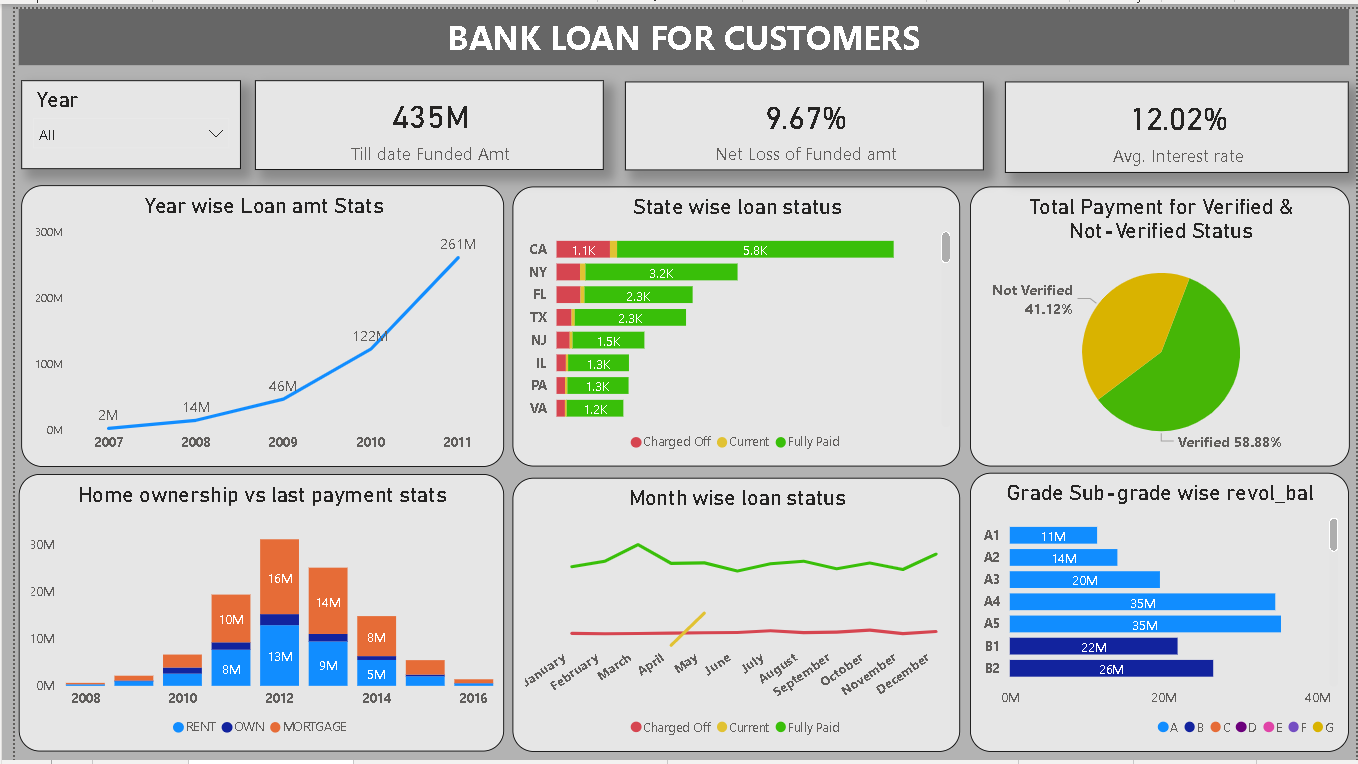 BANK LOAN FOR CUSTOMERS
Year
All
435M
Till date Funded Amt
9.67%
Net Loss of Funded amt
12.02%
Avg. Interest rate
Year wise Loan amt Stats
300M
200M
100M
0M
2M
14M
46M
122M
261M
2007 2008 2009 2010 2011
State wise loan status
CA 1.1K 5.8K
NY 3.2K
FL 2.3K
TX 2.3K
NJ 1.5K
IL 1.3K
PA 1.3K
VA 1.2K
Charged Off Current Fully Paid
Total Payment for Verified &
Not-Verified Status
Not Verified
41.12%
Verified 58.88%
Home ownership vs last payment stats
30M
20M
10M
0M
10M
8M
16M
13M
14M
9M
8M
5M
2008 2010 2012 2014 2016
RENT OWN MORTGAGE
Month wise loan status
January February March April May June July August September October November December
Charged Off Current Fully Paid
Grade Sub-grade wise revol_bal
A1 11M
A2 14M
A3 20M
A4 35M
A5 35M
B1 22M
B2 26M
0M 20M 40M
A B C D E F G